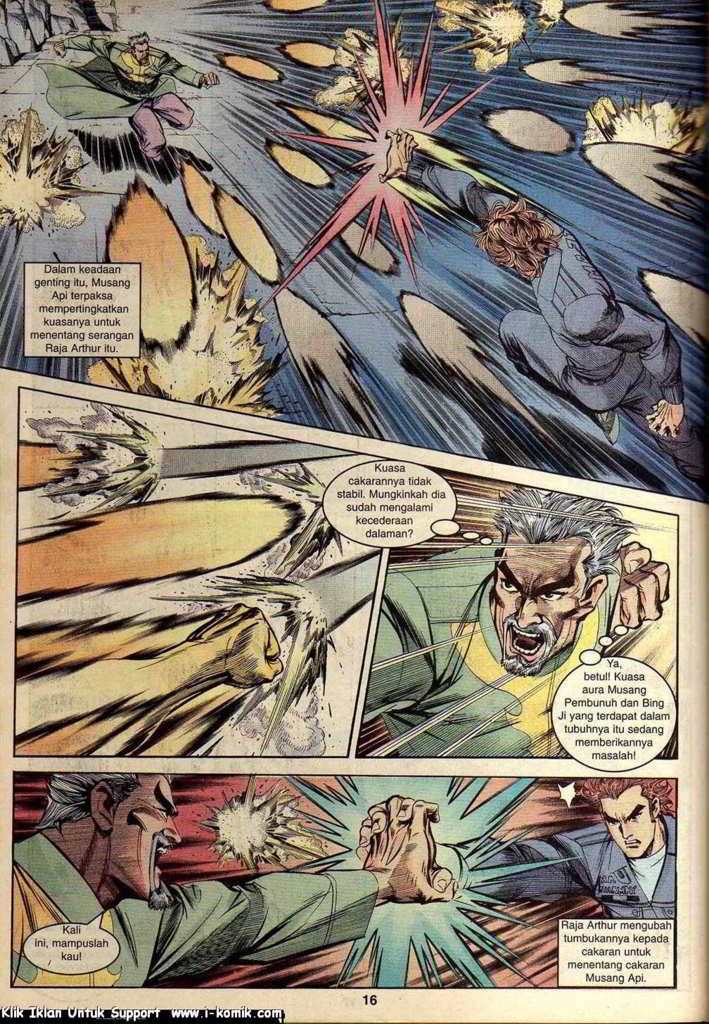 Dalam keadaan
genting itu, Musang
Api terpaksa
mempertingkatkan
kuasanya untuk
menentang serangan
Raja Arthur itu.
Kuasa
cakarannya tidak
stabil. Mungkinkah dia
sudah mengalami
kecederaan
dalaman?
Ya,
betul! Kuasa
aura Musang
Pembunuh dan Bing
Ji yang terdapat dalam
tubuhnya itu sedang
memberikannya
masalah!
Kali
ini, mampuslah
kau!
Raja Arthur mengubah
tumbukannya kepada
cakaran untuk
menentang cakaran
Musang Api.
16
Klik Iklan Untuk Support www.i-komik.com